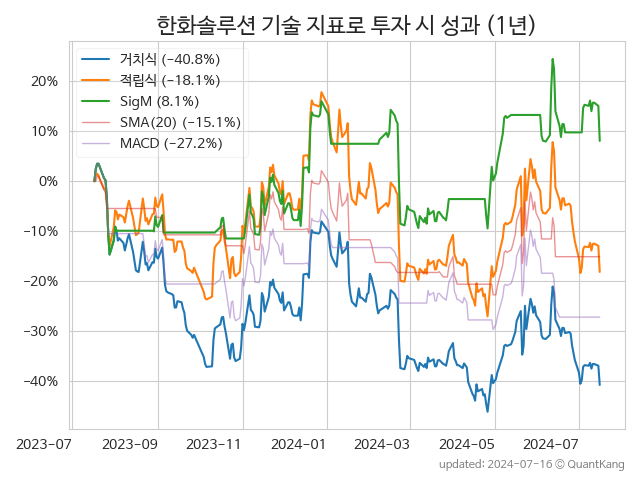 한화솔루션 기술 지표로 투자 시 성과 (1년)
거치식 (−40.8%)
적립식 (−18.1%)
SigM (8.1%)
SMA(20) (−15.1%)
MACD (−27.2%)
20%
10%
0%
−10%
−20%
−30%
−40%
2023-07 2023-09 2023-11 2024-01 2024-03 2024-05 2024-07
updated: 2024-07-16 © QuantKang